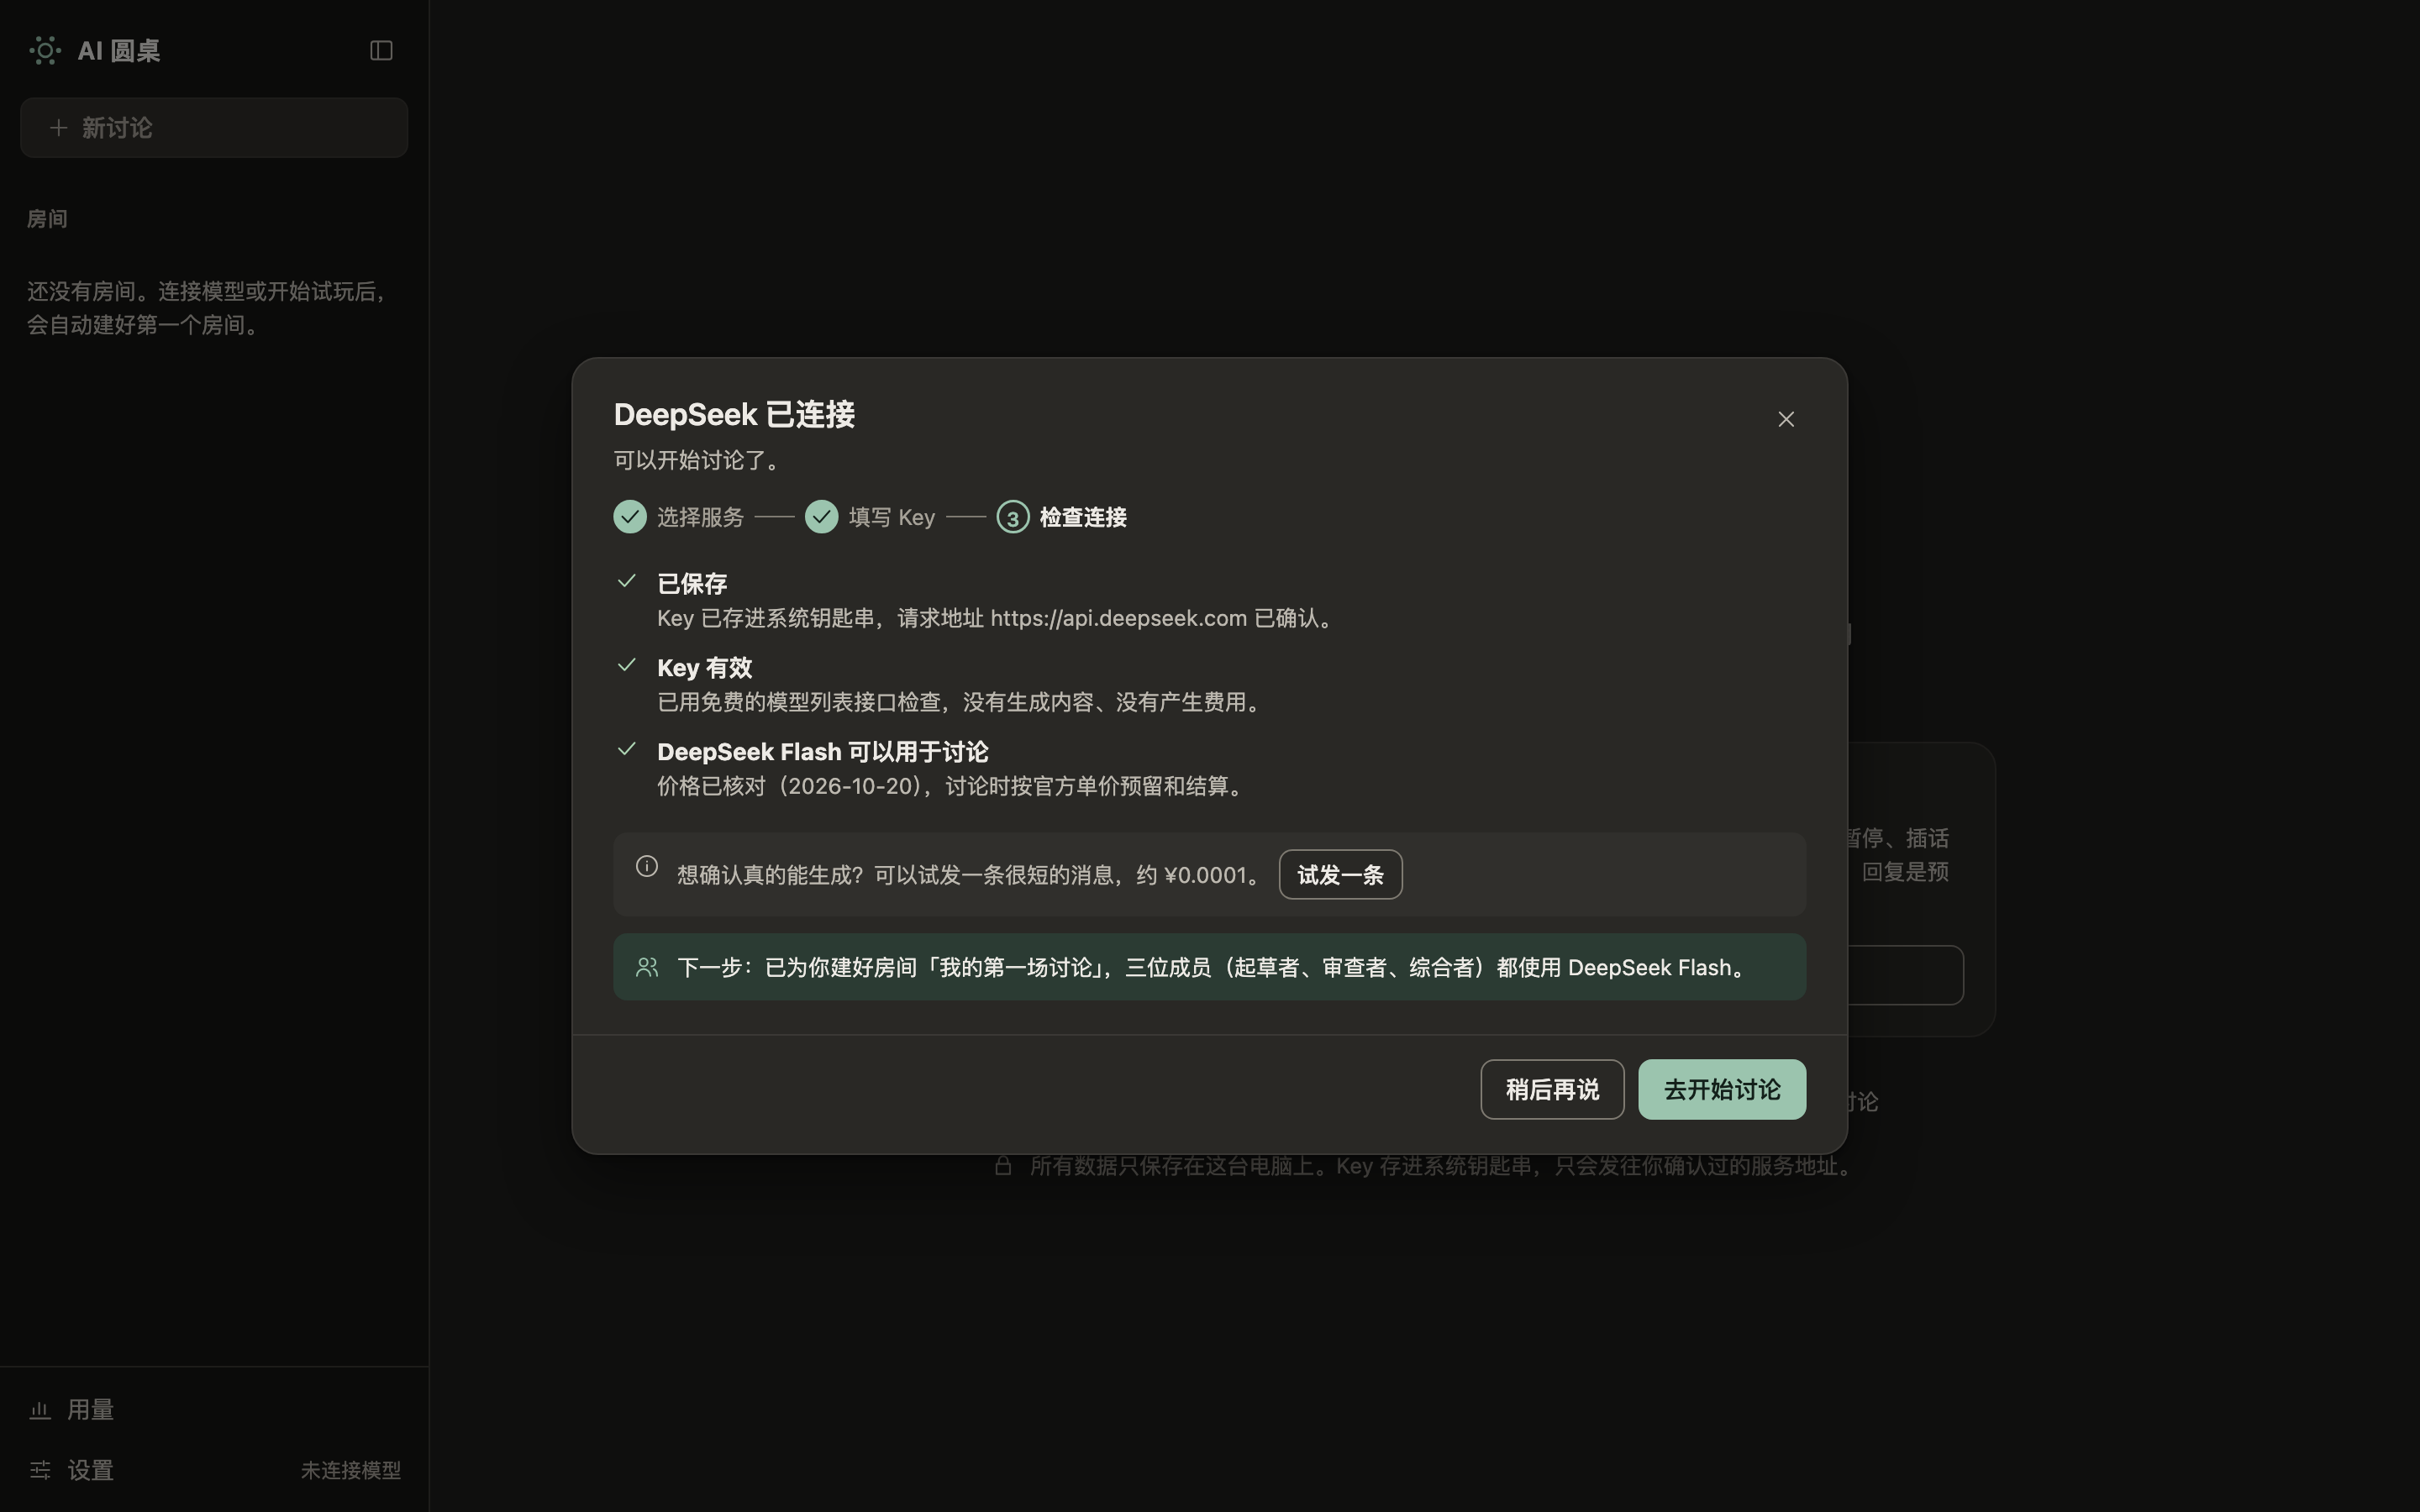 AI 圆桌
新讨论
房间
还没有房间。连接模型或开始试玩后，
会自动建好第一个房间。
DeepSeek 已连接
可以开始讨论了。
选择服务
填写 Key
3 检查连接
已保存
Key 已存进系统钥匙串，请求地址 https://api.deepseek.com 已确认。
Key 有效
已用免费的模型列表接口检查，没有生成内容、没有产生费用。
DeepSeek Flash 可以用于讨论
价格已核对（2026-10-20），讨论时按官方单价预留和结算。
想确认真的能生成？可以试发一条很短的消息，约 ¥0.0001。 试发一条
下一步：已为你建好房间「我的第一场讨论」，三位成员（起草者、审查者、综合者）都使用 DeepSeek Flash。
稍后再说 去开始讨论
暂停、插话
回复是预
讨论
所有数据只保存在这台电脑上。Key 存进系统钥匙串，只会发往你确认过的服务地址。
用量
设置 未连接模型